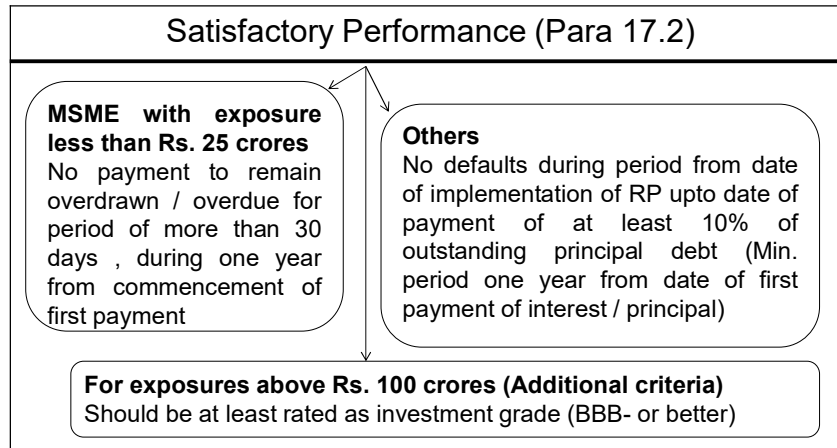 Satisfactory Performance (Para 17.2)
MSME with exposure
less than Rs. 25 crores
No payment to remain
overdrawn / overdue for
period of more than 30
days , during one year
from commencement of
first payment
Others
No defaults during period from date
of implementation of RP upto date of
payment of at least 10% of
outstanding principal debt (Min.
period one year from date of first
payment of interest / principal)
For exposures above Rs. 100 crores (Additional criteria)
Should be at least rated as investment grade (BBB- or better)